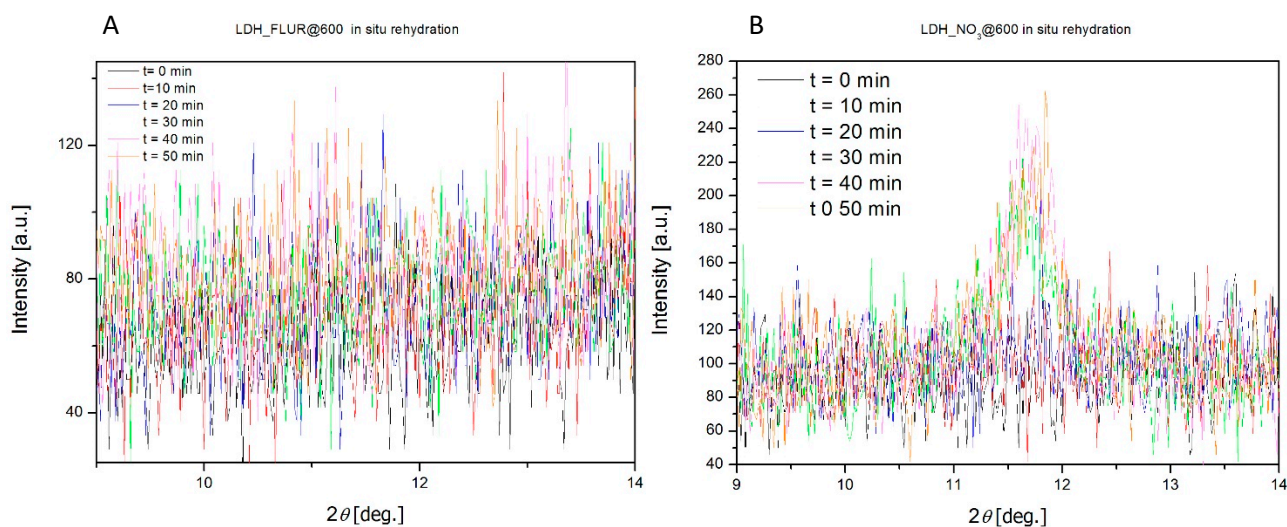 A
LDH_FLUR@600 in situ rehydration
t= 0 min
t=10 min
t = 20 min
t = 30 min
t = 40 min
t = 50 min
120
80
40
Intensity [a.u.]
10
12
14
2θ [deg.]
B
LDH_NO3@600 in situ rehydration
t = 0 min
t = 10 min
t = 20 min
t = 30 min
t = 40 min
t 0 50 min
280
260
240
220
200
180
160
140
120
100
80
60
40
Intensity [a.u.]
9
10
11
12
13
14
2θ [deg.]